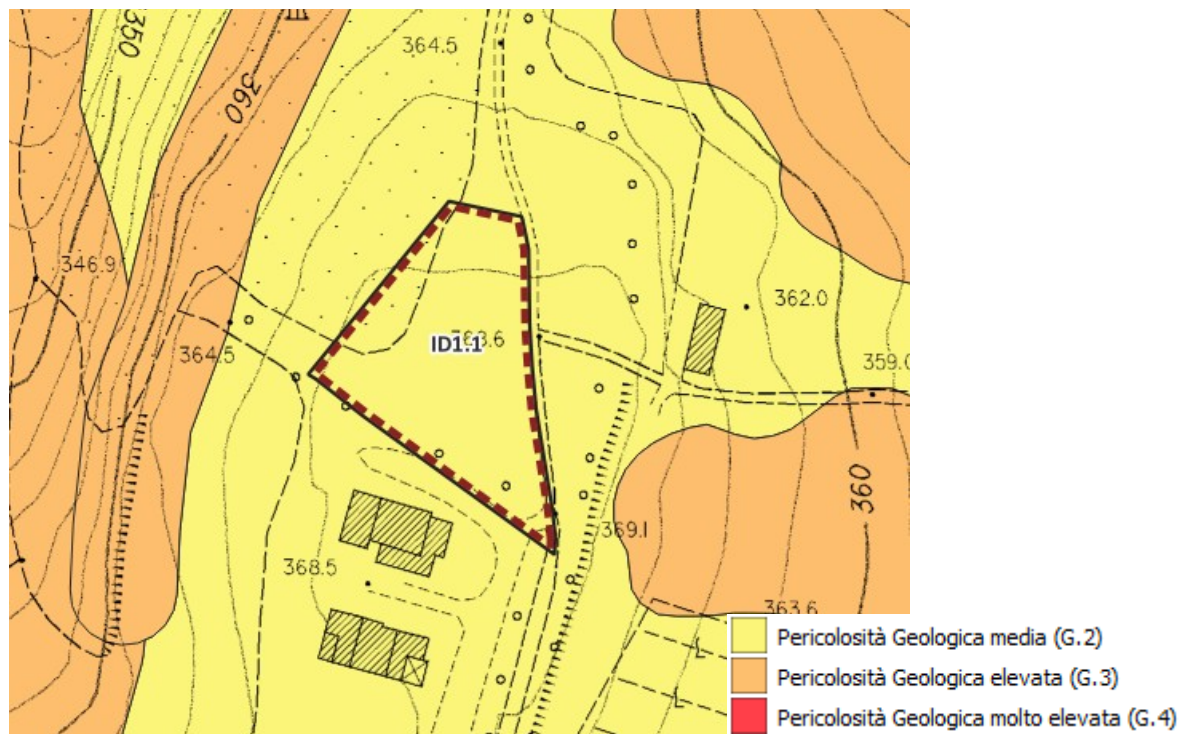 350
364.5
360
346.9
362.0
ID1.1
364.5
359.0
360
369.1
368.5
363.6
Pericolosità Geologica media (G.2)
Pericolosità Geologica elevata (G.3)
Pericolosità Geologica molto elevata (G.4)